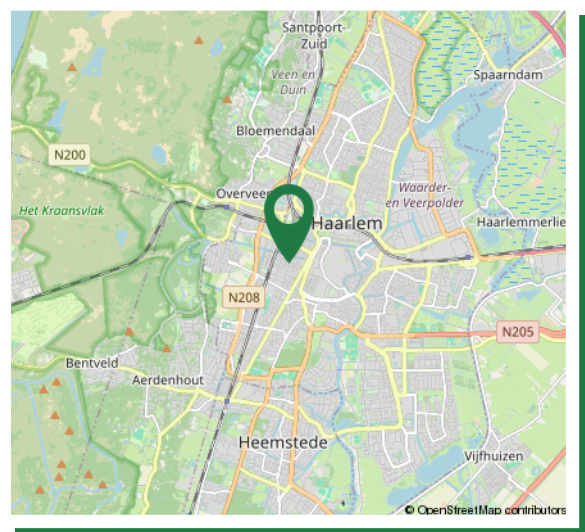 Santpoort-
Zuid
Spaarndam
Veen en
Duin
Bloemendaal
N200
Overveen
Waarder-
en Veerpolder
Het Kraansvlak
Haarlem
Haarlemmerlie
N208
N205
Bentveld
Aerdenhout
Heemstede
Vijfhuizen
© OpenStreetMap contributors